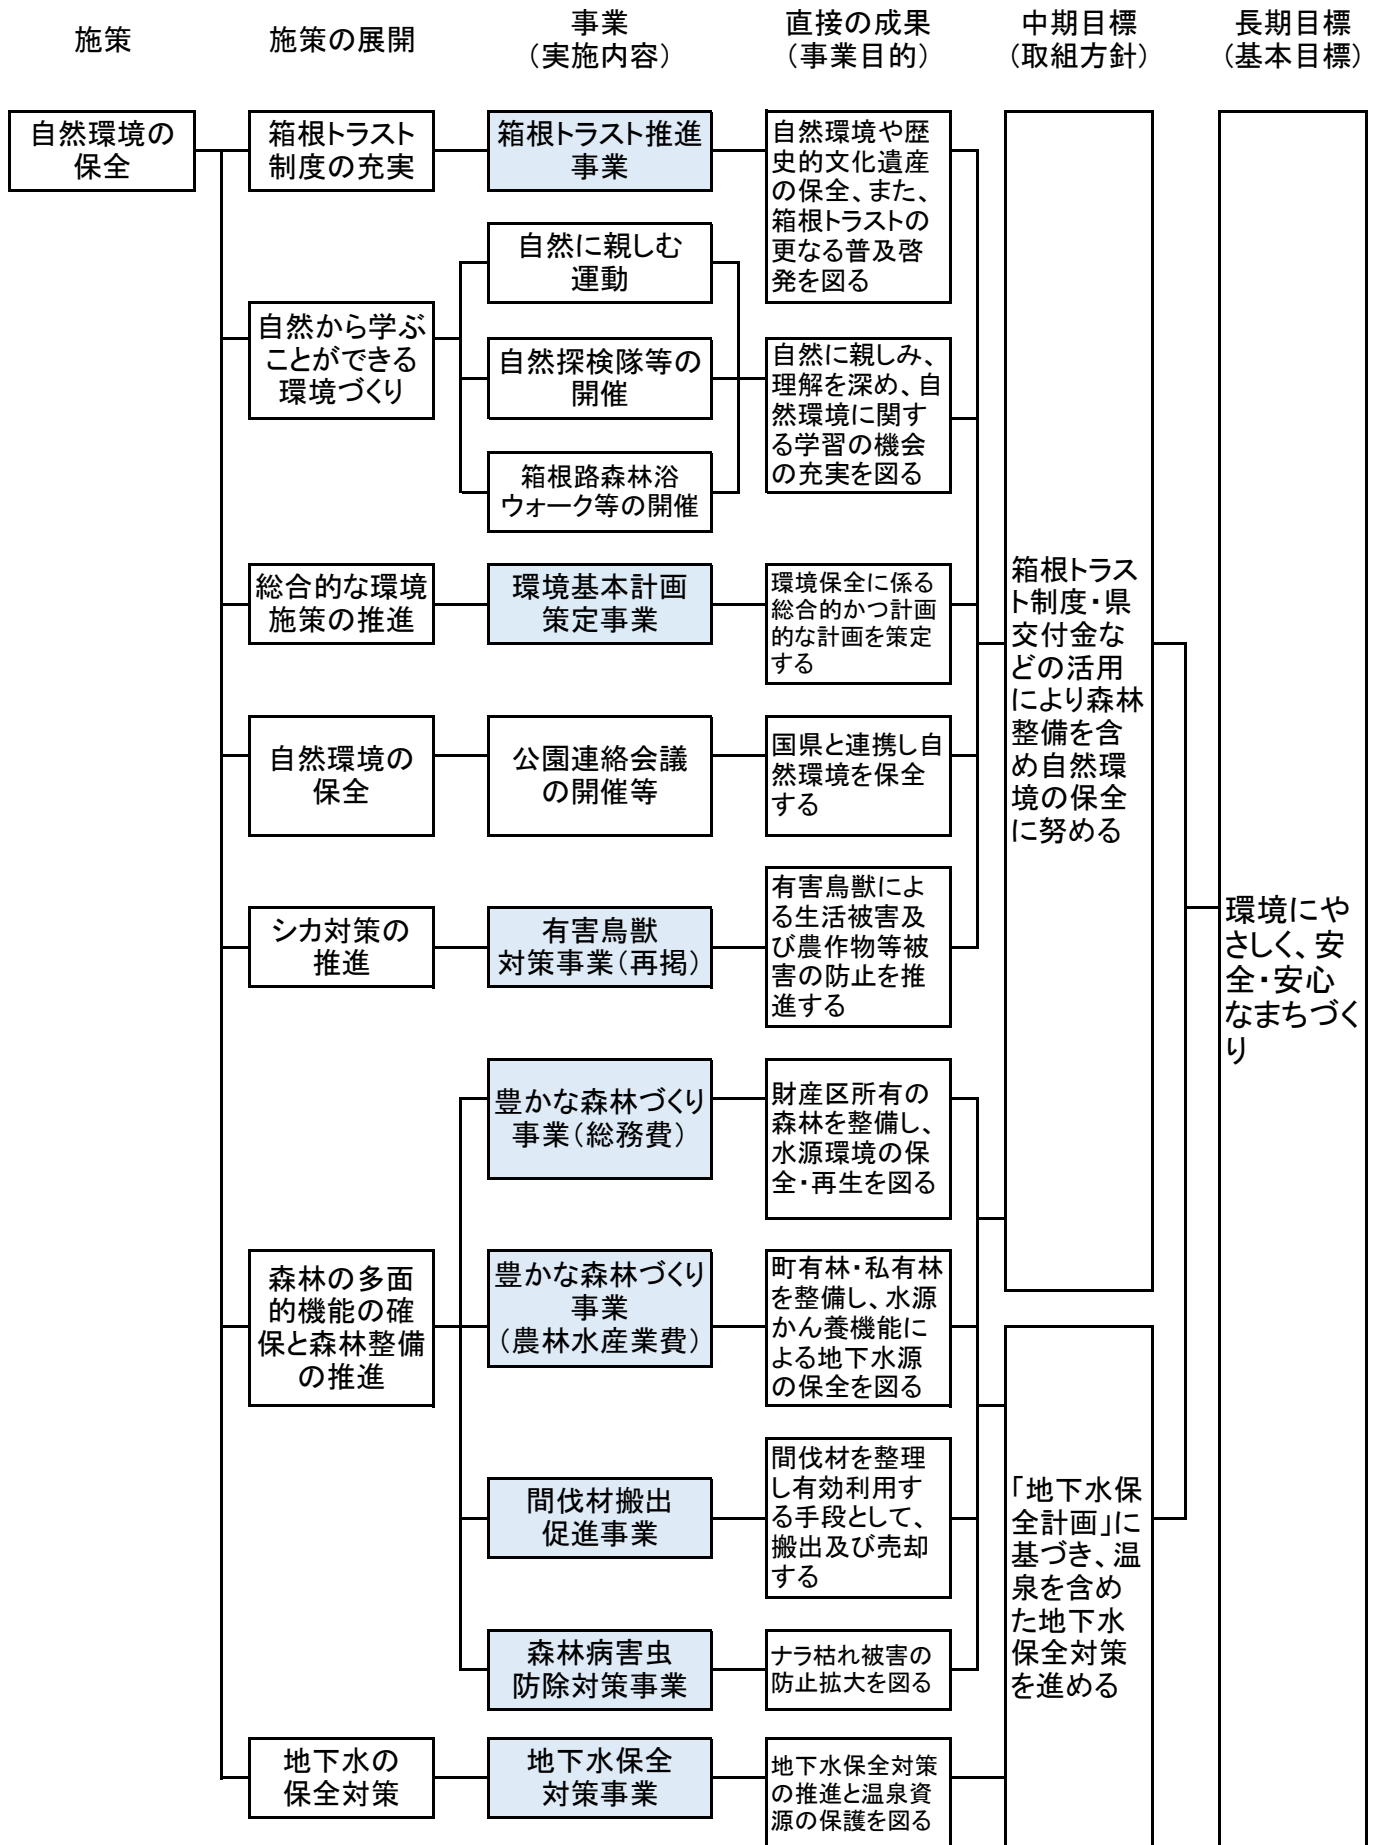 施策
施策の展開
事業
（実施内容）
直接の成果
（事業目的）
中期目標
（取組方針）
長期目標
（基本目標）
自然環境の
保全
箱根トラスト
制度の充実
箱根トラスト推進
事業
自然環境や歴
史的文化遺産
の保全、また、
箱根トラストの
更なる普及啓
発を図る
自然から学ぶ
ことができる
環境づくり
自然に親しむ
運動
自然探検隊等の
開催
箱根路森林浴
ウォーク等の開催
自然に親しみ、
理解を深め、自
然環境に関す
る学習の機会
の充実を図る
総合的な環境
施策の推進
環境基本計画
策定事業
環境保全に係る
総合的かつ計画
的な計画を策定
する
自然環境の
保全
公園連絡会議
の開催等
国県と連携し自
然環境を保全
する
シカ対策の
推進
有害鳥獣
対策事業（再掲）
有害鳥獣によ
る生活被害及
び農作物等被
害の防止を推
進する
箱根トラス
ト制度・県
交付金な
どの活用
により森林
整備を含
め自然環
境の保全
に努める
環境にや
さしく、安
全・安心
なまちづく
り
森林の多面
的機能の確
保と森林整備
の推進
豊かな森林づくり
事業（総務費）
財産区所有の
森林を整備し、
水源環境の保
全・再生を図る
豊かな森林づくり
事業
（農林水産業費）
町有林・私有林
を整備し、水源
かん養機能に
よる地下水源
の保全を図る
間伐材搬出
促進事業
間伐材を整理
し有効利用す
る手段として、
搬出及び売却
する
森林病害虫
防除対策事業
ナラ枯れ被害の
防止拡大を図る
地下水の
保全対策
地下水保全
対策事業
地下水保全対策
の推進と温泉資
源の保護を図る
「地下水保
全計画」に
基づき、温
泉を含め
た地下水
保全対策
を進める